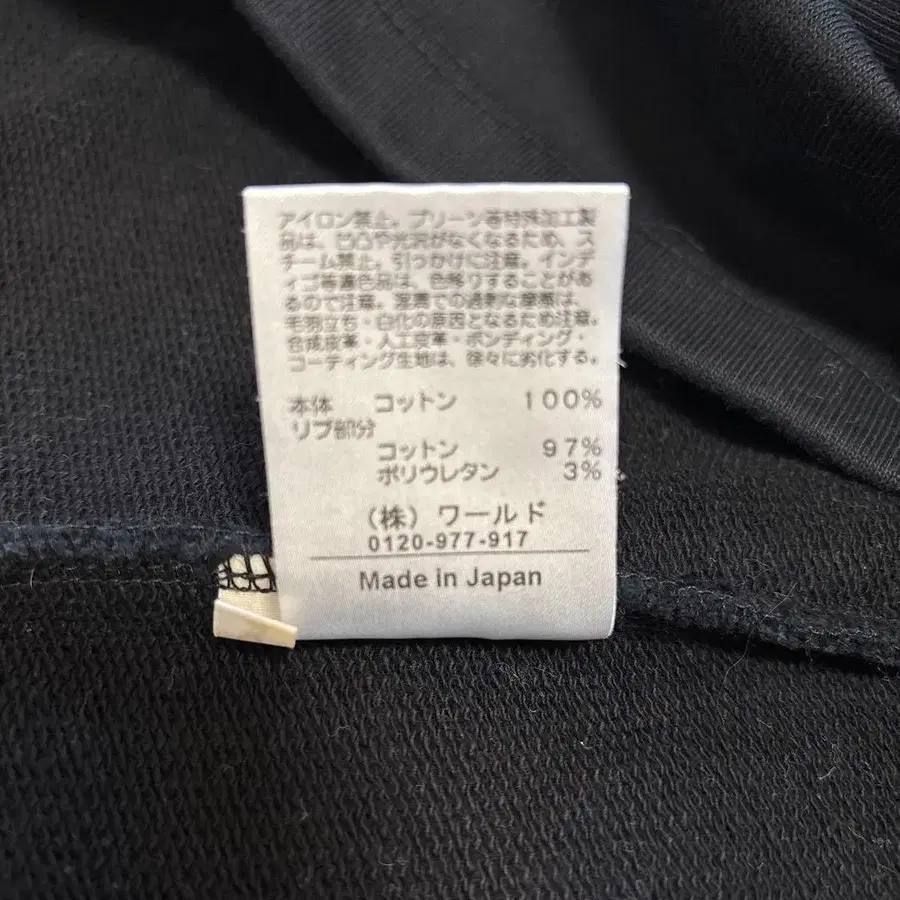 アイロン禁止。プリーツ等特殊加工製
品は、凹凸や光沢がなくなるため、ス
チーム禁止。引っかけに注意。インデ
ィゴ等濃色品は、色移りすることがあ
るので注意。湿潤での過剰な摩擦は、
毛羽立ち・白化の原因となるため注意。
合成皮革・人工皮革・ボンディング・
コーティング生地は、徐々に劣化する。
本体 コットン 100%
リブ部分
コットン 97%
ポリウレタン 3%
(株) ワールド
0120-977-917
Made in Japan